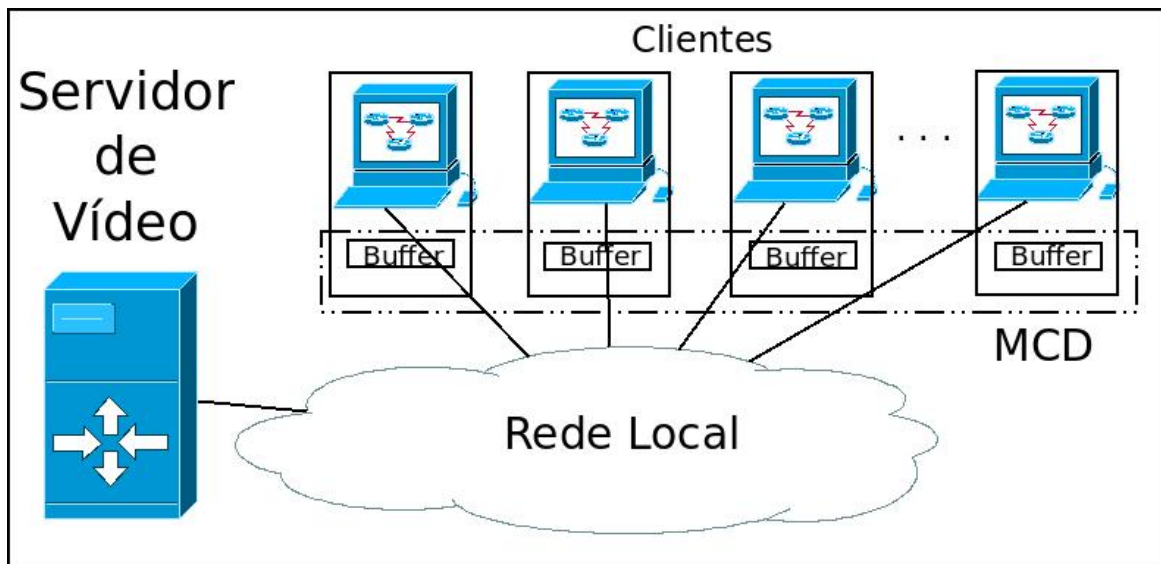 Clientes
Servidor
de
Vídeo
. . .
Buffer
Buffer
Buffer
Buffer
MCD
Rede Local